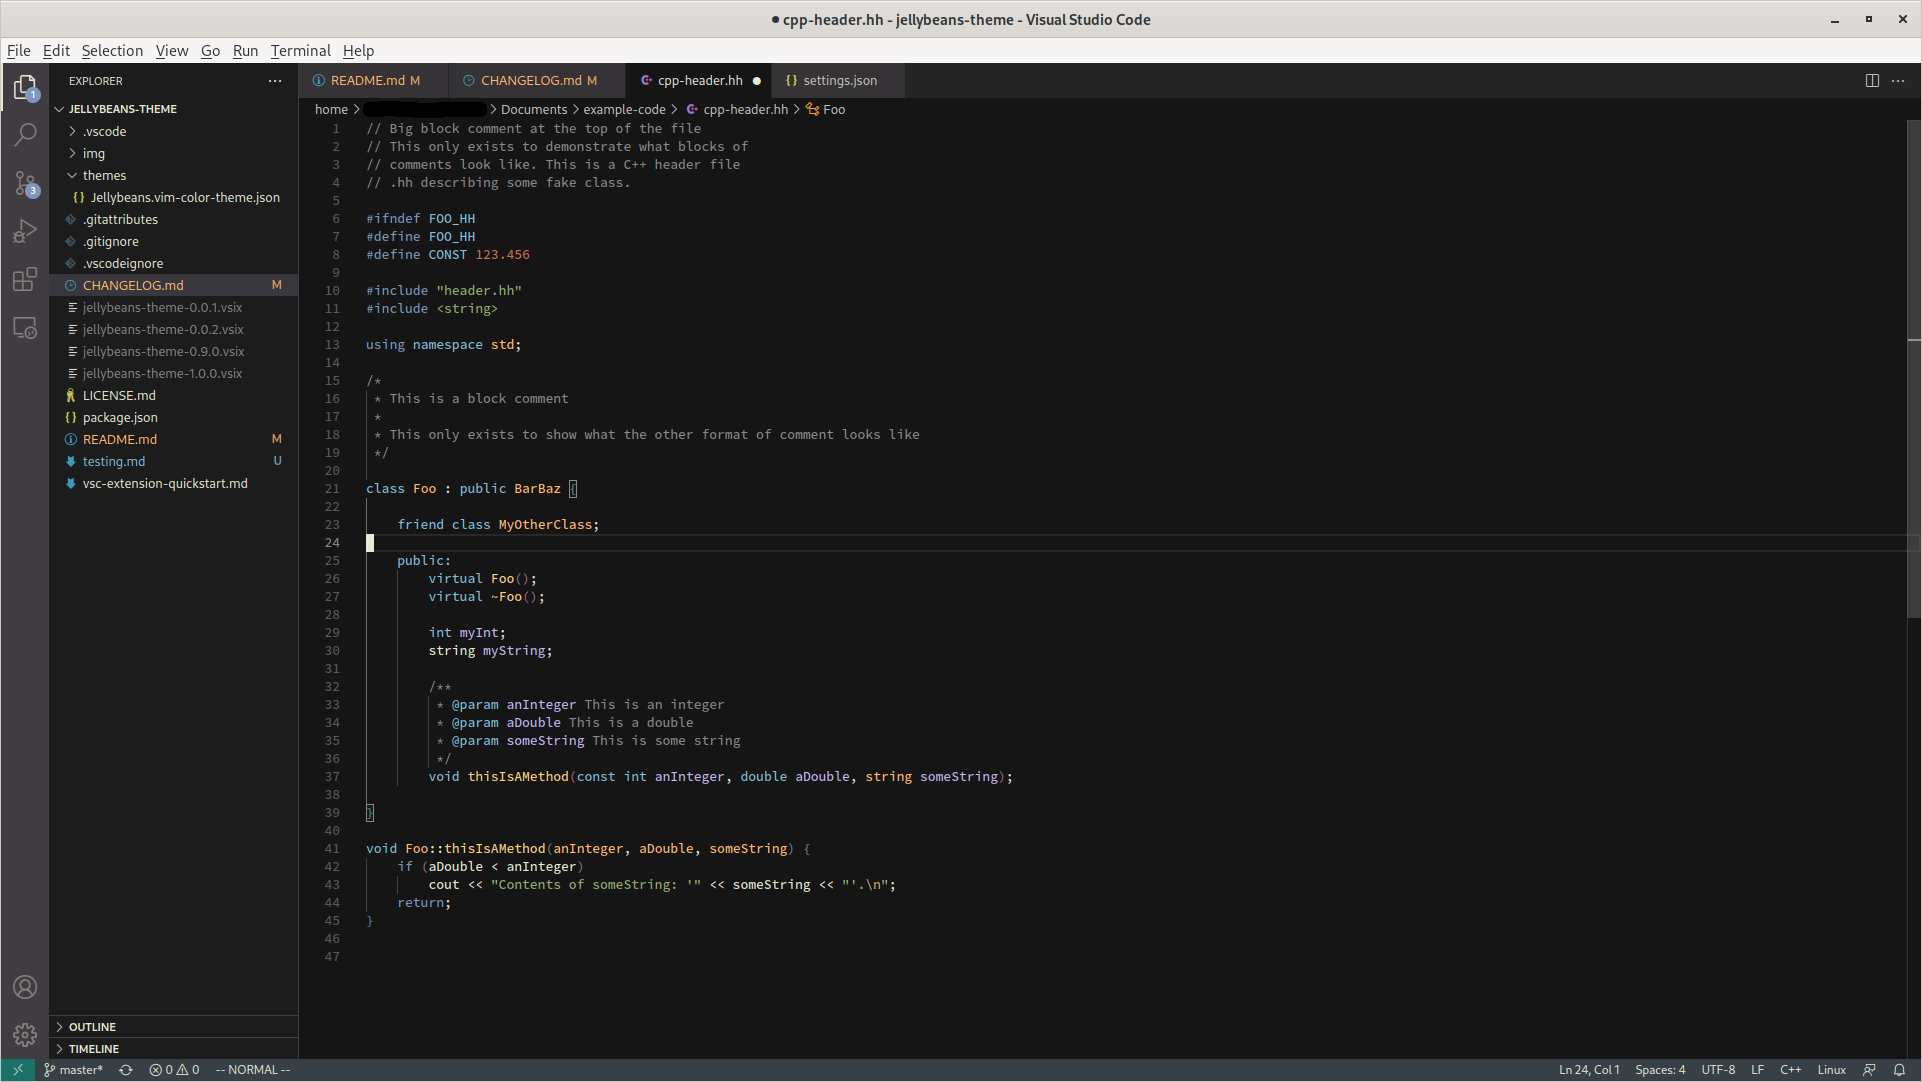 ● cpp-header.hh - jellybeans-theme - Visual Studio Code
File Edit Selection View Go Run Terminal Help
EXPLORER ···
README.md M CHANGELOG.md M cpp-header.hh ● {} settings.json ···
1
3
home > > Documents > example-code > cpp-header.hh > Foo
JELLYBEANS-THEME
.vscode
img
themes
{} Jellybeans.vim-color-theme.json
.gitattributes
.gitignore
.vscodeignore
CHANGELOG.md M
jellybeans-theme-0.0.1.vsix
jellybeans-theme-0.0.2.vsix
jellybeans-theme-0.9.0.vsix
jellybeans-theme-1.0.0.vsix
LICENSE.md
{} package.json
README.md M
testing.md U
vsc-extension-quickstart.md
OUTLINE
TIMELINE
1 // Big block comment at the top of the file
2 // This only exists to demonstrate what blocks of
3 // comments look like. This is a C++ header file
4 // .hh describing some fake class.
5
6 #ifndef FOO_HH
7 #define FOO_HH
8 #define CONST 123.456
9
10 #include "header.hh"
11 #include <string>
12
13 using namespace std;
14
15 /*
16 * This is a block comment
17 *
18 * This only exists to show what the other format of comment looks like
19 */
20
21 class Foo : public BarBaz {
22
23 friend class MyOtherClass;
24
25 public:
26 virtual Foo();
27 virtual ~Foo();
28
29 int myInt;
30 string myString;
31
32 /**
33 * @param anInteger This is an integer
34 * @param aDouble This is a double
35 * @param someString This is some string
36 */
37 void thisIsAMethod(const int anInteger, double aDouble, string someString);
38
39 }
40
41 void Foo::thisIsAMethod(anInteger, aDouble, someString) {
42 if (aDouble < anInteger)
43 cout << "Contents of someString: '" << someString << "'.\n";
44 return;
45 }
46
47
master* 0 0 -- NORMAL -- Ln 24, Col 1 Spaces: 4 UTF-8 LF C++ Linux